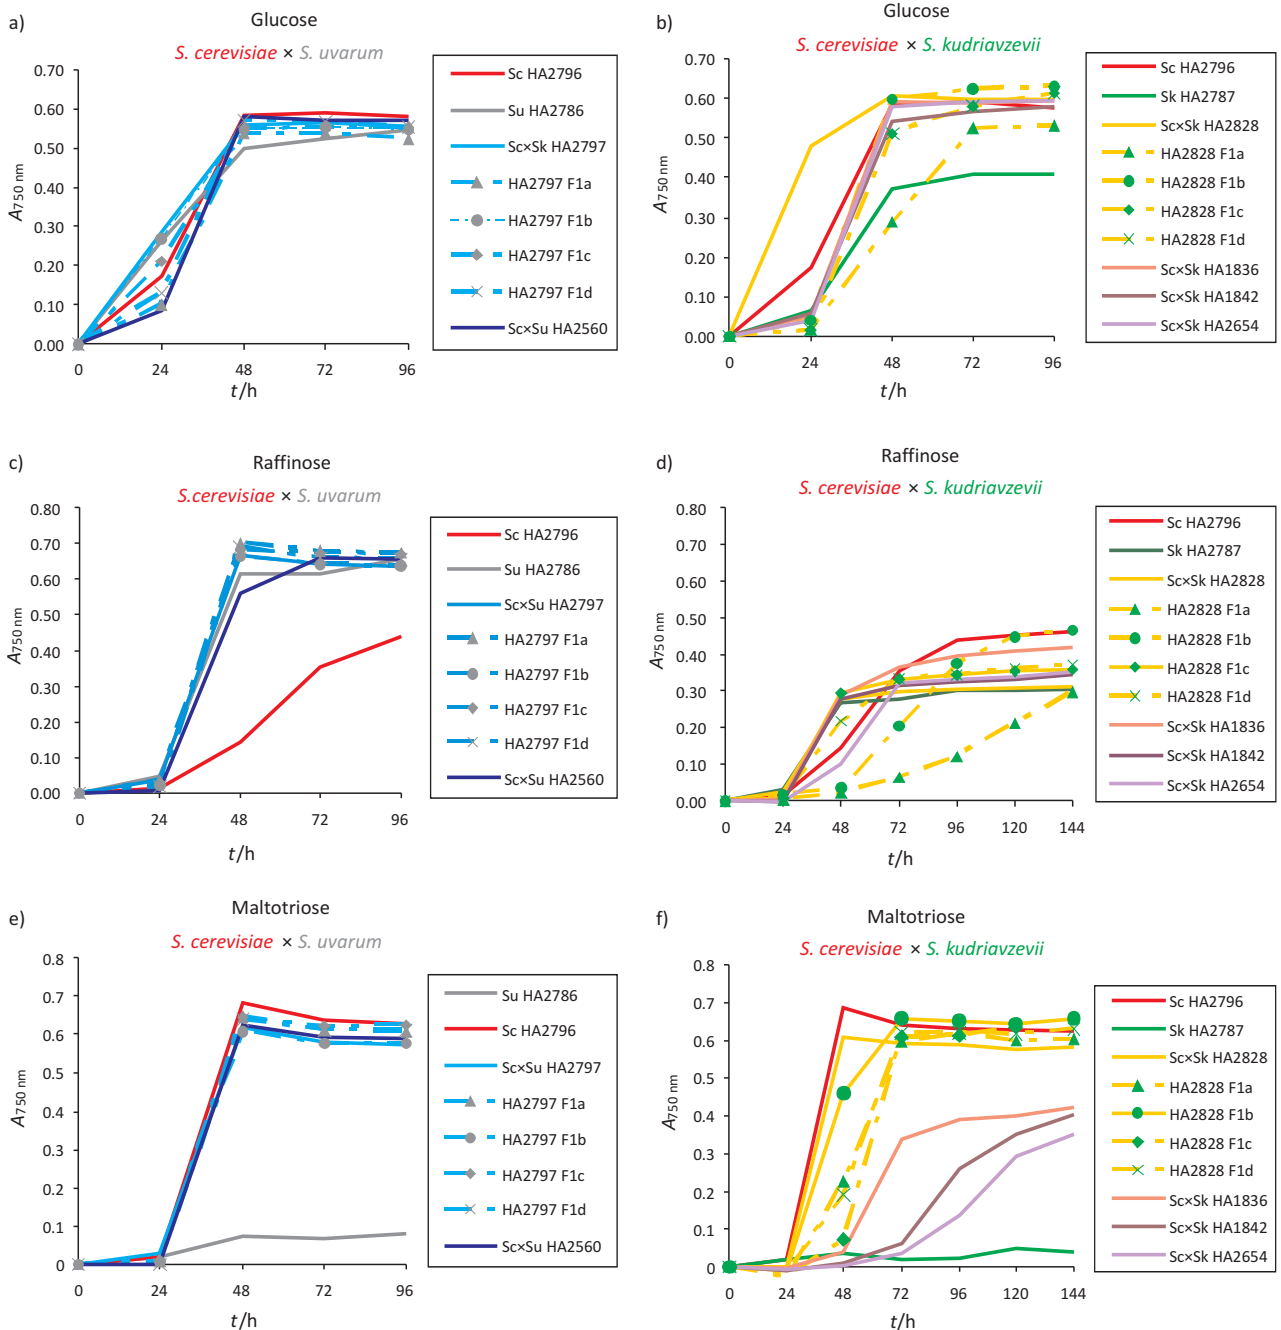 a)
Glucose
S. cerevisiae × S. uvarum
A750 nm
0.70
0.60
0.50
0.40
0.30
0.20
0.10
0.00
0 24 48 72 96
t/h
Sc HA2796
Su HA2786
Sc×Sk HA2797
HA2797 F1a
HA2797 F1b
HA2797 F1c
HA2797 F1d
Sc×Su HA2560
b)
Glucose
S. cerevisiae × S. kudriavzevii
A750 nm
0.70
0.60
0.50
0.40
0.30
0.20
0.10
0.00
0 24 48 72 96
t/h
Sc HA2796
Sk HA2787
Sc×Sk HA2828
HA2828 F1a
HA2828 F1b
HA2828 F1c
HA2828 F1d
Sc×Sk HA1836
Sc×Sk HA1842
Sc×Sk HA2654
c)
Raffinose
S.cerevisiae × S. uvarum
A750 nm
0.80
0.70
0.60
0.50
0.40
0.30
0.20
0.10
0.00
0 24 48 72 96
t/h
Sc HA2796
Su HA2786
Sc×Su HA2797
HA2797 F1a
HA2797 F1b
HA2797 F1c
HA2797 F1d
Sc×Su HA2560
d)
Raffinose
S. cerevisiae × S. kudriavzevii
A750 nm
0.80
0.70
0.60
0.50
0.40
0.30
0.20
0.10
0.00
0 24 48 72 96 120 144
t/h
Sc HA2796
Sk HA2787
Sc×Sk HA2828
HA2828 F1a
HA2828 F1b
HA2828 F1c
HA2828 F1d
Sc×Sk HA1836
Sc×Sk HA1842
Sc×Sk HA2654
e)
Maltotriose
S. cerevisiae × S. uvarum
A750 nm
0.8
0.7
0.6
0.5
0.4
0.3
0.2
0.1
0
0 24 48 72 96
t/h
Su HA2786
Sc HA2796
Sc×Su HA2797
HA2797 F1a
HA2797 F1b
HA2797 F1c
HA2797 F1d
Sc×Su HA2560
f)
Maltotriose
S. cerevisiae × S. kudriavzevii
A750 nm
0.8
0.7
0.6
0.5
0.4
0.3
0.2
0.1
0
0 24 48 72 96 120 144
t/h
Sc HA2796
Sk HA2787
Sc×Sk HA2828
HA2828 F1a
HA2828 F1b
HA2828 F1c
HA2828 F1d
Sc×Sk HA1836
Sc×Sk HA1842
Sc×Sk HA2654